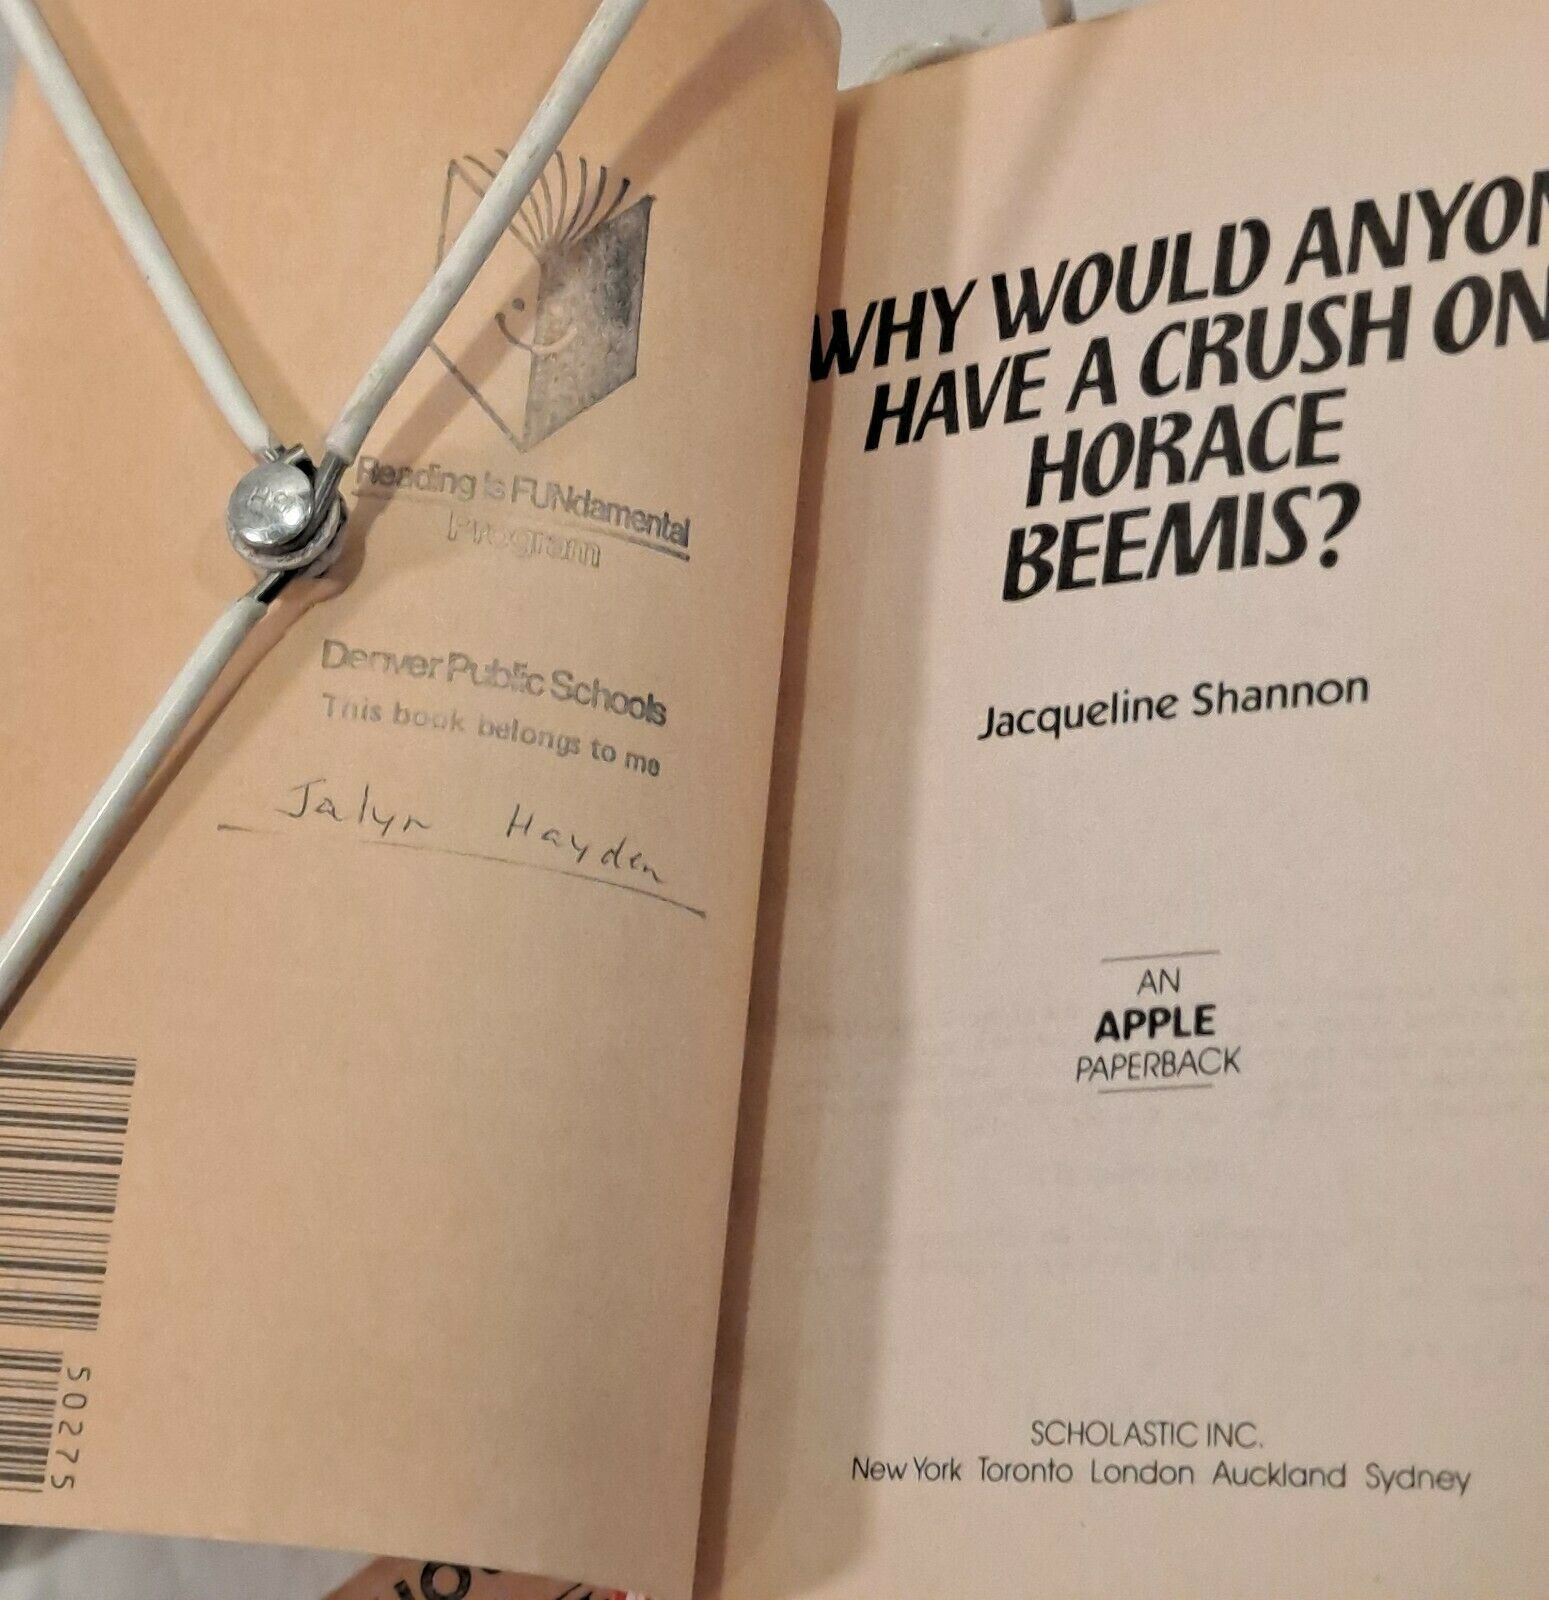 Reading Is FUNdamental
Program
Denver Public Schools
This book belongs to me
Jalyn Hayden
50275
WHY WOULD ANYON
HAVE A CRUSH ON
HORACE
BEEMIS?
Jacqueline Shannon
AN
APPLE
PAPERBACK
SCHOLASTIC INC.
New York Toronto London Auckland Sydney